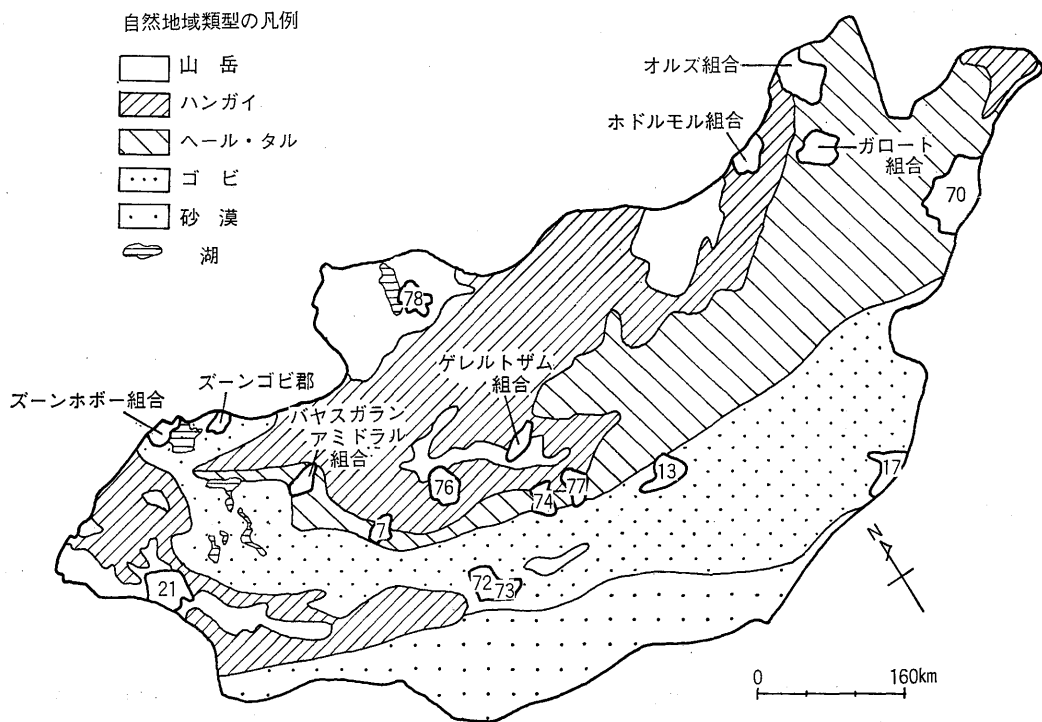 自然地域類型の凡例
山 岳
ハンガイ
ヘール・タル
ゴ ビ
砂 漠
湖
オルズ組合
ホドルモル組合
ガロート
組合
70
78
ゲレルトザム
組合
ズーンゴビ郡
ズーンホボー組合
バヤスガラン
アミドラル
組合
76
74
77
13
17
7
21
72
73
N
0
160km